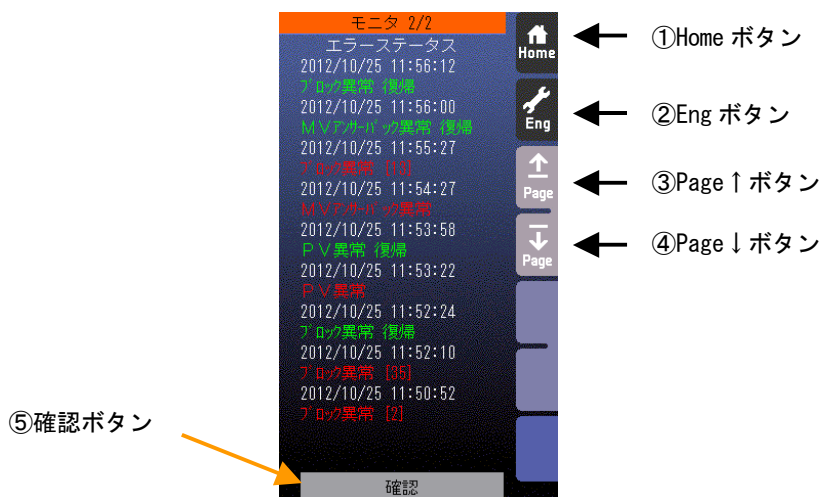 モニタ 2/2
エラーステータス
2012/10/25 11:56:12
ブロック異常 復帰
2012/10/25 11:56:00
MVアンサーバック異常 復帰
2012/10/25 11:55:27
ブロック異常 [13]
2012/10/25 11:54:27
MVアンサーバック異常
2012/10/25 11:53:58
PV異常 復帰
2012/10/25 11:53:22
PV異常
2012/10/25 11:52:24
ブロック異常 復帰
2012/10/25 11:52:10
ブロック異常 [35]
2012/10/25 11:50:52
ブロック異常 [2]
確認
Home
Eng
Page
Page
①Home ボタン
②Eng ボタン
③Page↑ボタン
④Page↓ボタン
⑤確認ボタン